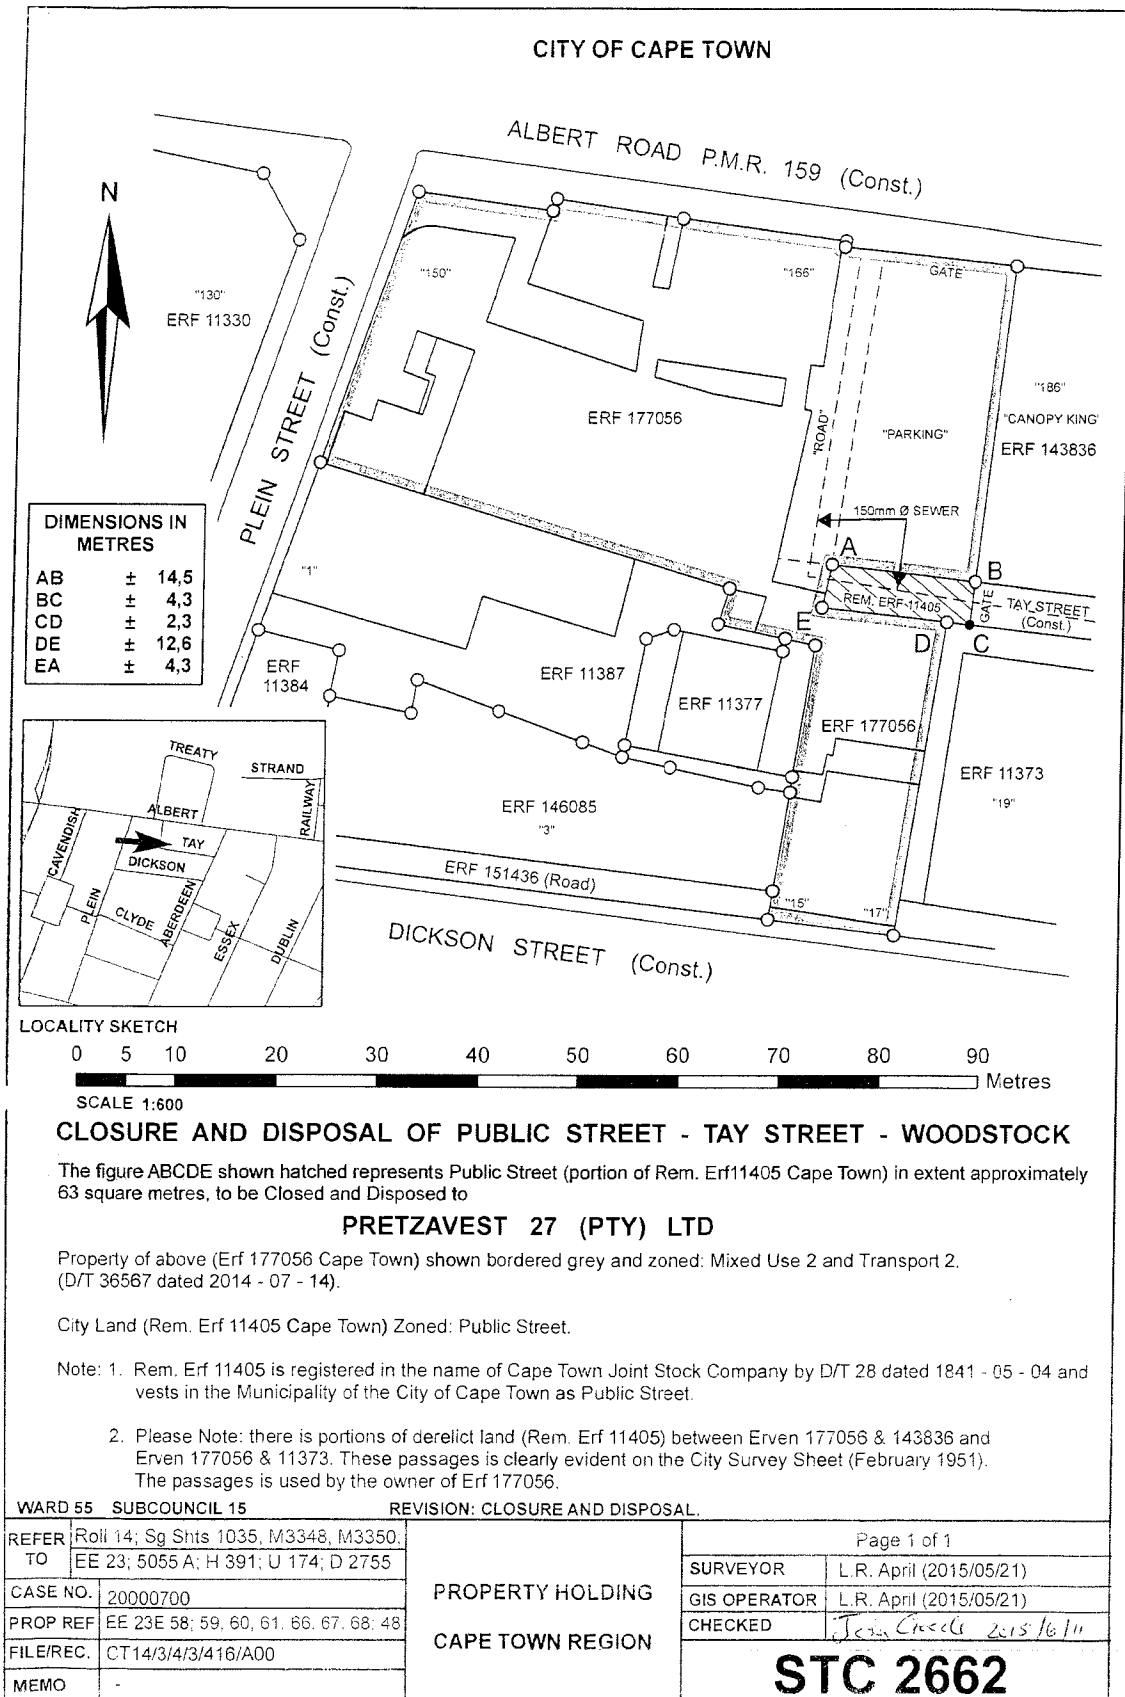 CITY OF CAPE TOWN
ALBERT ROAD P.M.R. 159 (Const.)
N
"130"
ERF 11330
PLEIN STREET (Const.)
"150"
"166"
GATE
"186"
"CANOPY KING"
ERF 143836
ERF 177056
"ROAD"
"PARKING"
150mm Ø SEWER
A
B
REM. ERF 11405
GATE
TAY STREET
(Const.)
E
D
C
DIMENSIONS IN
METRES
AB ± 14,5
BC ± 4,3
CD ± 2,3
DE ± 12,6
EA ± 4,3
"1"
ERF
11384
ERF 11387
ERF 11377
ERF 177056
ERF 11373
"19"
ERF 146085
"3"
ERF 151436 (Road)
"15"
"17"
DICKSON STREET (Const.)
TREATY
STRAND
RAILWAY
ALBERT
CAVENDISH
TAY
DICKSON
PLEIN
CLYDE
ABERDEEN
ESSEX
DUBLIN
LOCALITY SKETCH
0 5 10 20 30 40 50 60 70 80 90
Metres
SCALE 1:600
CLOSURE AND DISPOSAL OF PUBLIC STREET - TAY STREET - WOODSTOCK
The figure ABCDE shown hatched represents Public Street (portion of Rem. Erf11405 Cape Town) in extent approximately
63 square metres, to be Closed and Disposed to
PRETZAVEST 27 (PTY) LTD
Property of above (Erf 177056 Cape Town) shown bordered grey and zoned: Mixed Use 2 and Transport 2.
(D/T 36567 dated 2014 - 07 - 14).
City Land (Rem. Erf 11405 Cape Town) Zoned: Public Street.
Note: 1. Rem. Erf 11405 is registered in the name of Cape Town Joint Stock Company by D/T 28 dated 1841 - 05 - 04 and
vests in the Municipality of the City of Cape Town as Public Street.
2. Please Note: there is portions of derelict land (Rem. Erf 11405) between Erven 177056 & 143836 and
Erven 177056 & 11373. These passages is clearly evident on the City Survey Sheet (February 1951).
The passages is used by the owner of Erf 177056.
WARD 55 SUBCOUNCIL 15 REVISION: CLOSURE AND DISPOSAL.
REFER TO Roll 14; Sg Shts 1035, M3348, M3350;
EE 23; 5055 A; H 391; U 174; D 2755
CASE NO. 20000700
PROP REF EE 23E 58; 59, 60, 61, 66, 67, 68; 48
FILE/REC. CT14/3/4/3/416/A00
MEMO -
PROPERTY HOLDING
CAPE TOWN REGION
Page 1 of 1
SURVEYOR L.R. April (2015/05/21)
GIS OPERATOR L.R. April (2015/05/21)
CHECKED 2015/6/11
STC 2662